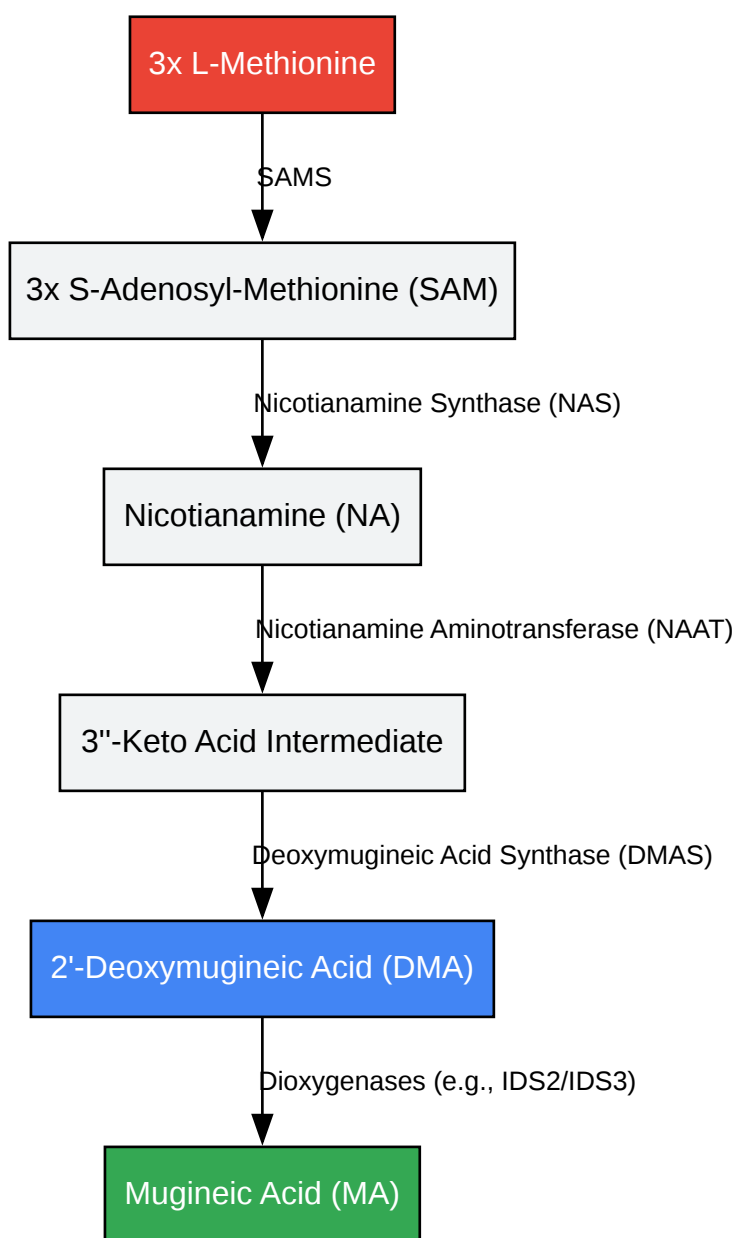 3x L-Methionine
SAMS
3x S-Adenosyl-Methionine (SAM)
Nicotianamine Synthase (NAS)
Nicotianamine (NA)
Nicotianamine Aminotransferase (NAAT)
3''-Keto Acid Intermediate
Deoxymugineic Acid Synthase (DMAS)
2'-Deoxymugineic Acid (DMA)
Dioxygenases (e.g., IDS2/IDS3)
Mugineic Acid (MA)